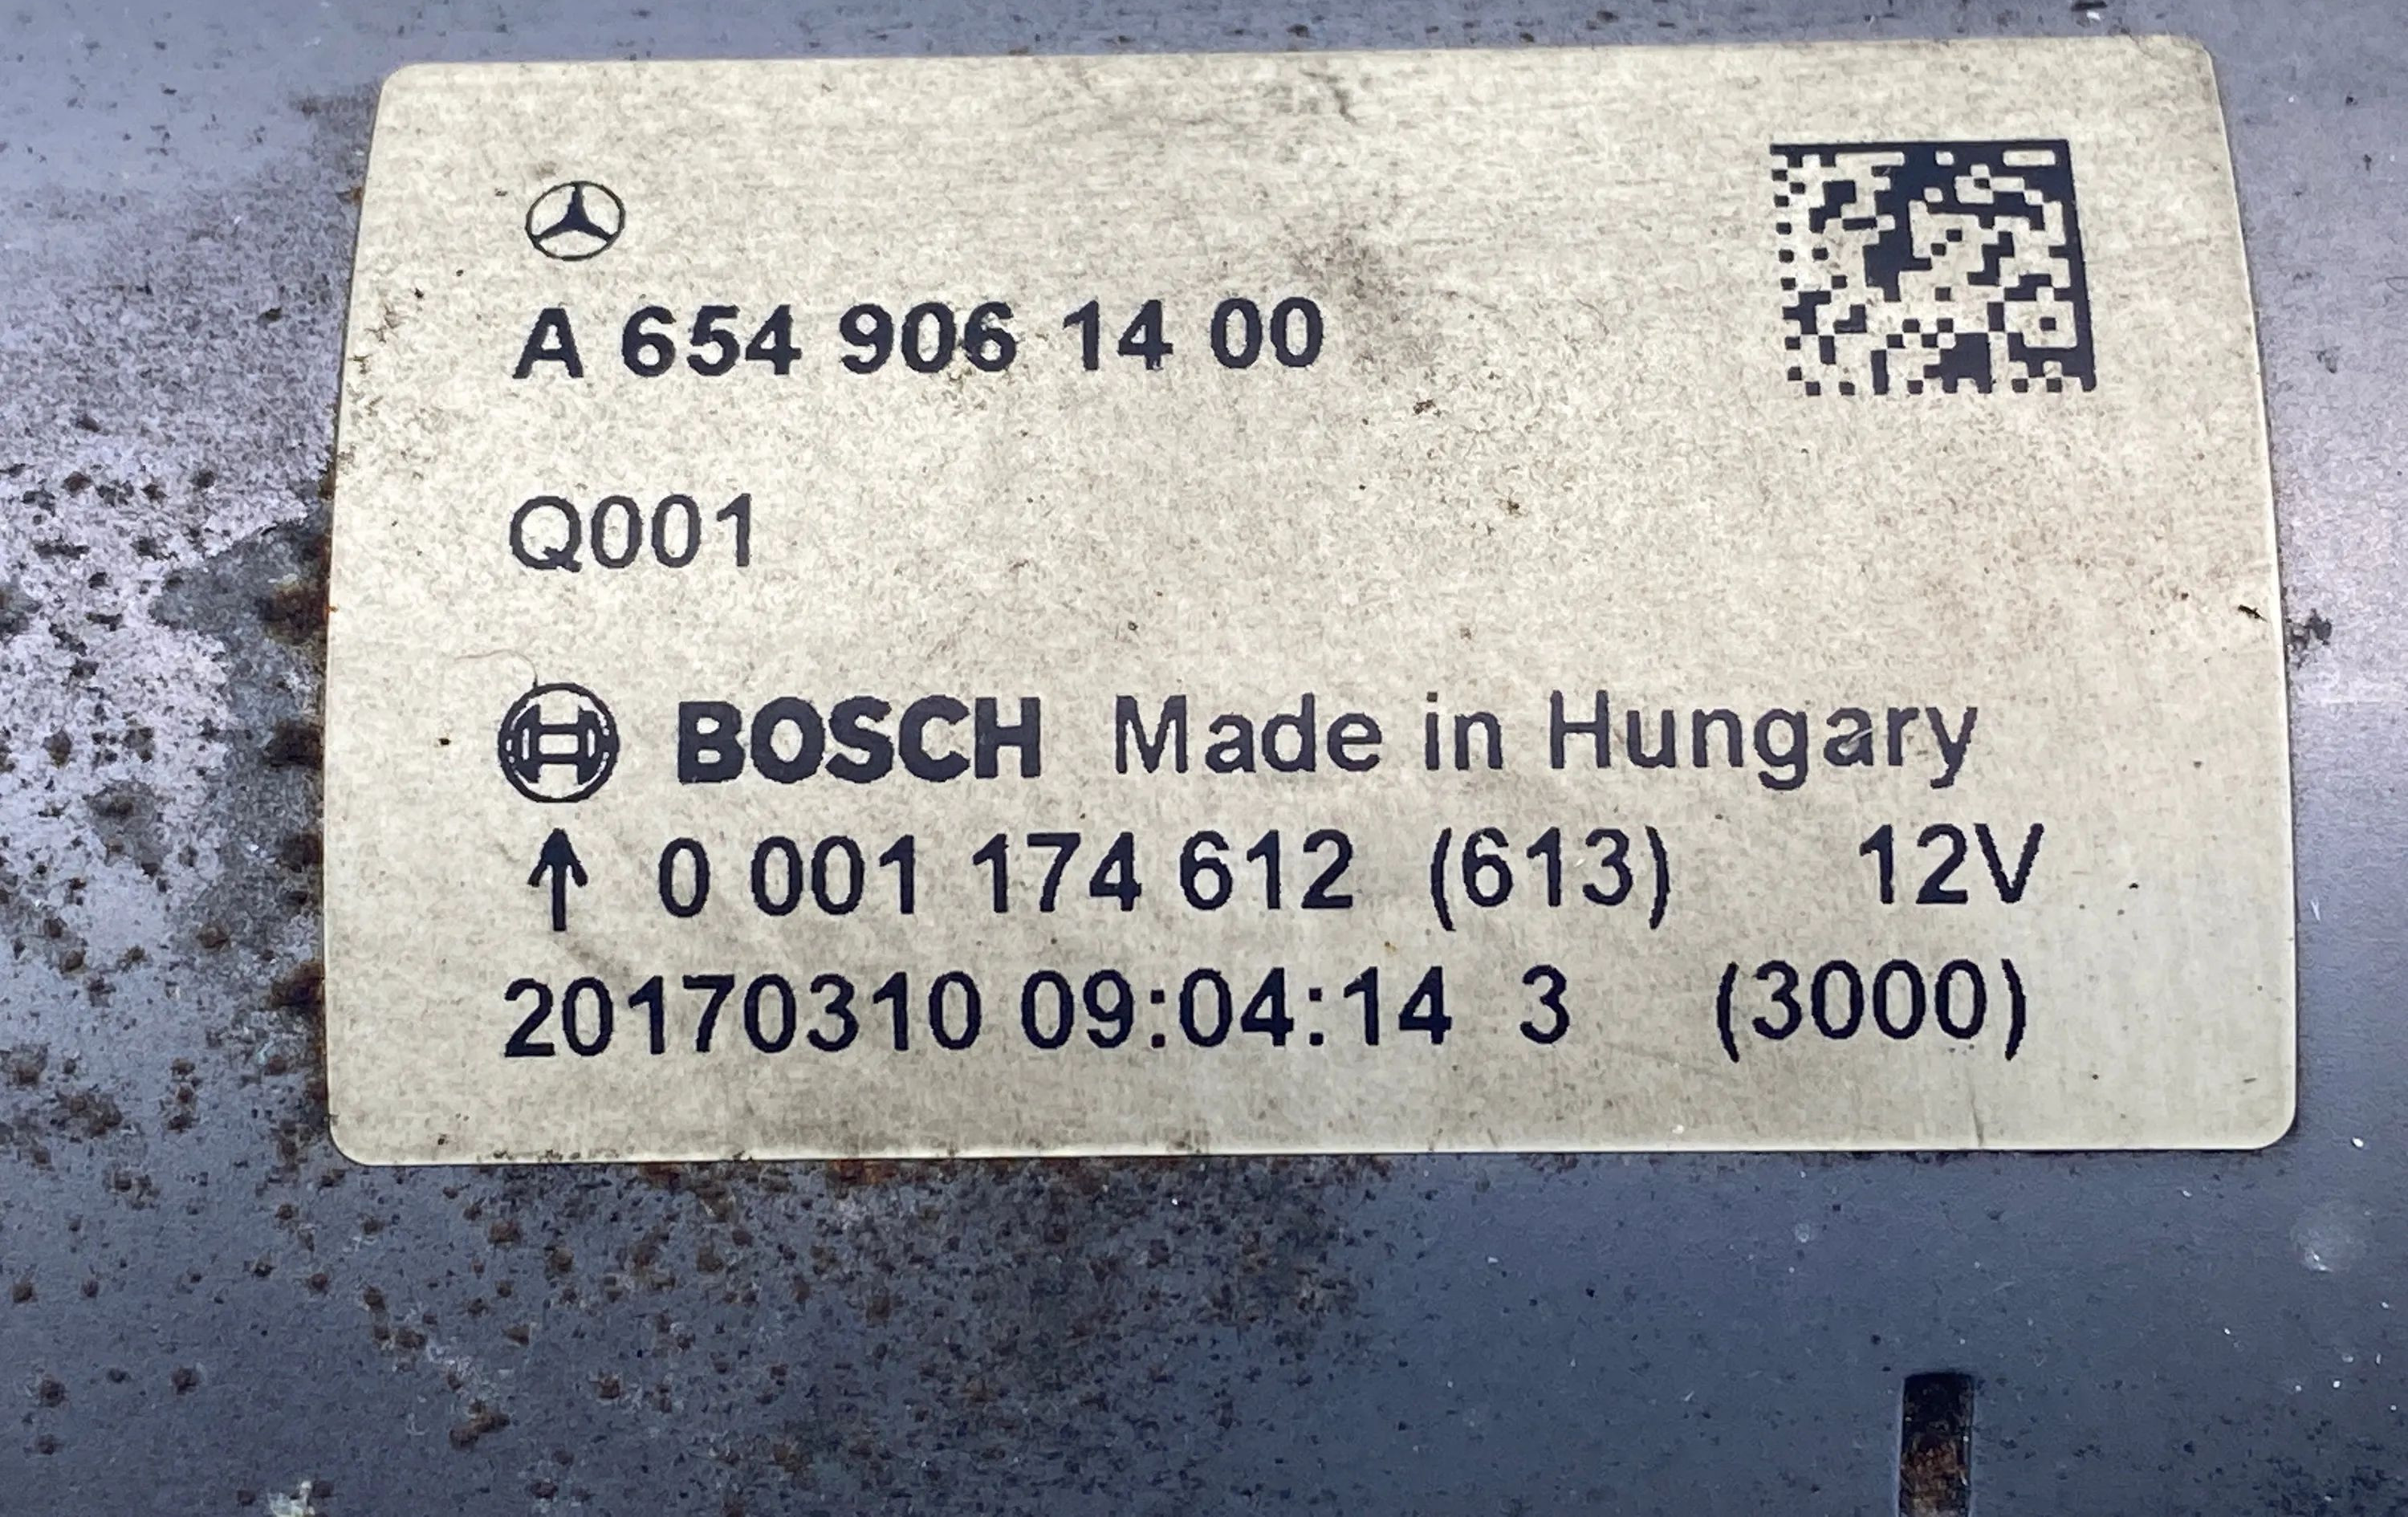 A 654 906 14 00
Q001
BOSCH Made in Hungary
↑ 0 001 174 612 (613) 12V
20170310 09:04:14 3 (3000)